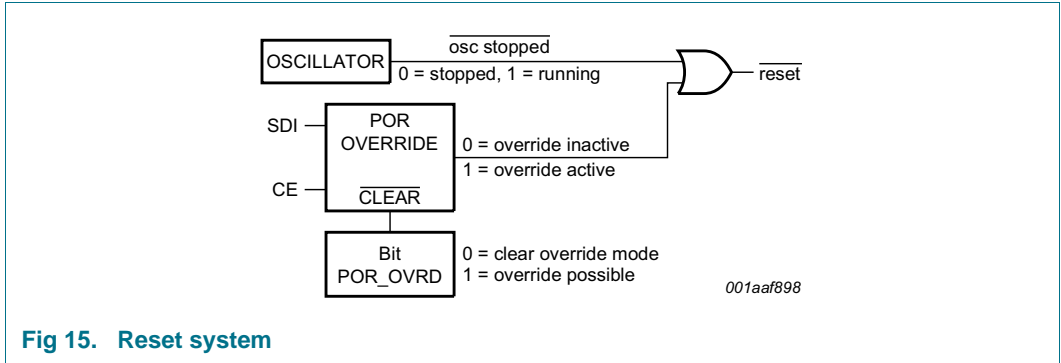 osc stopped
OSCILLATOR
0 = stopped, 1 = running
reset
SDI
POR
OVERRIDE
0 = override inactive
1 = override active
CE
CLEAR
Bit
POR_OVRD
0 = clear override mode
1 = override possible
001aaf898
Fig 15. Reset system